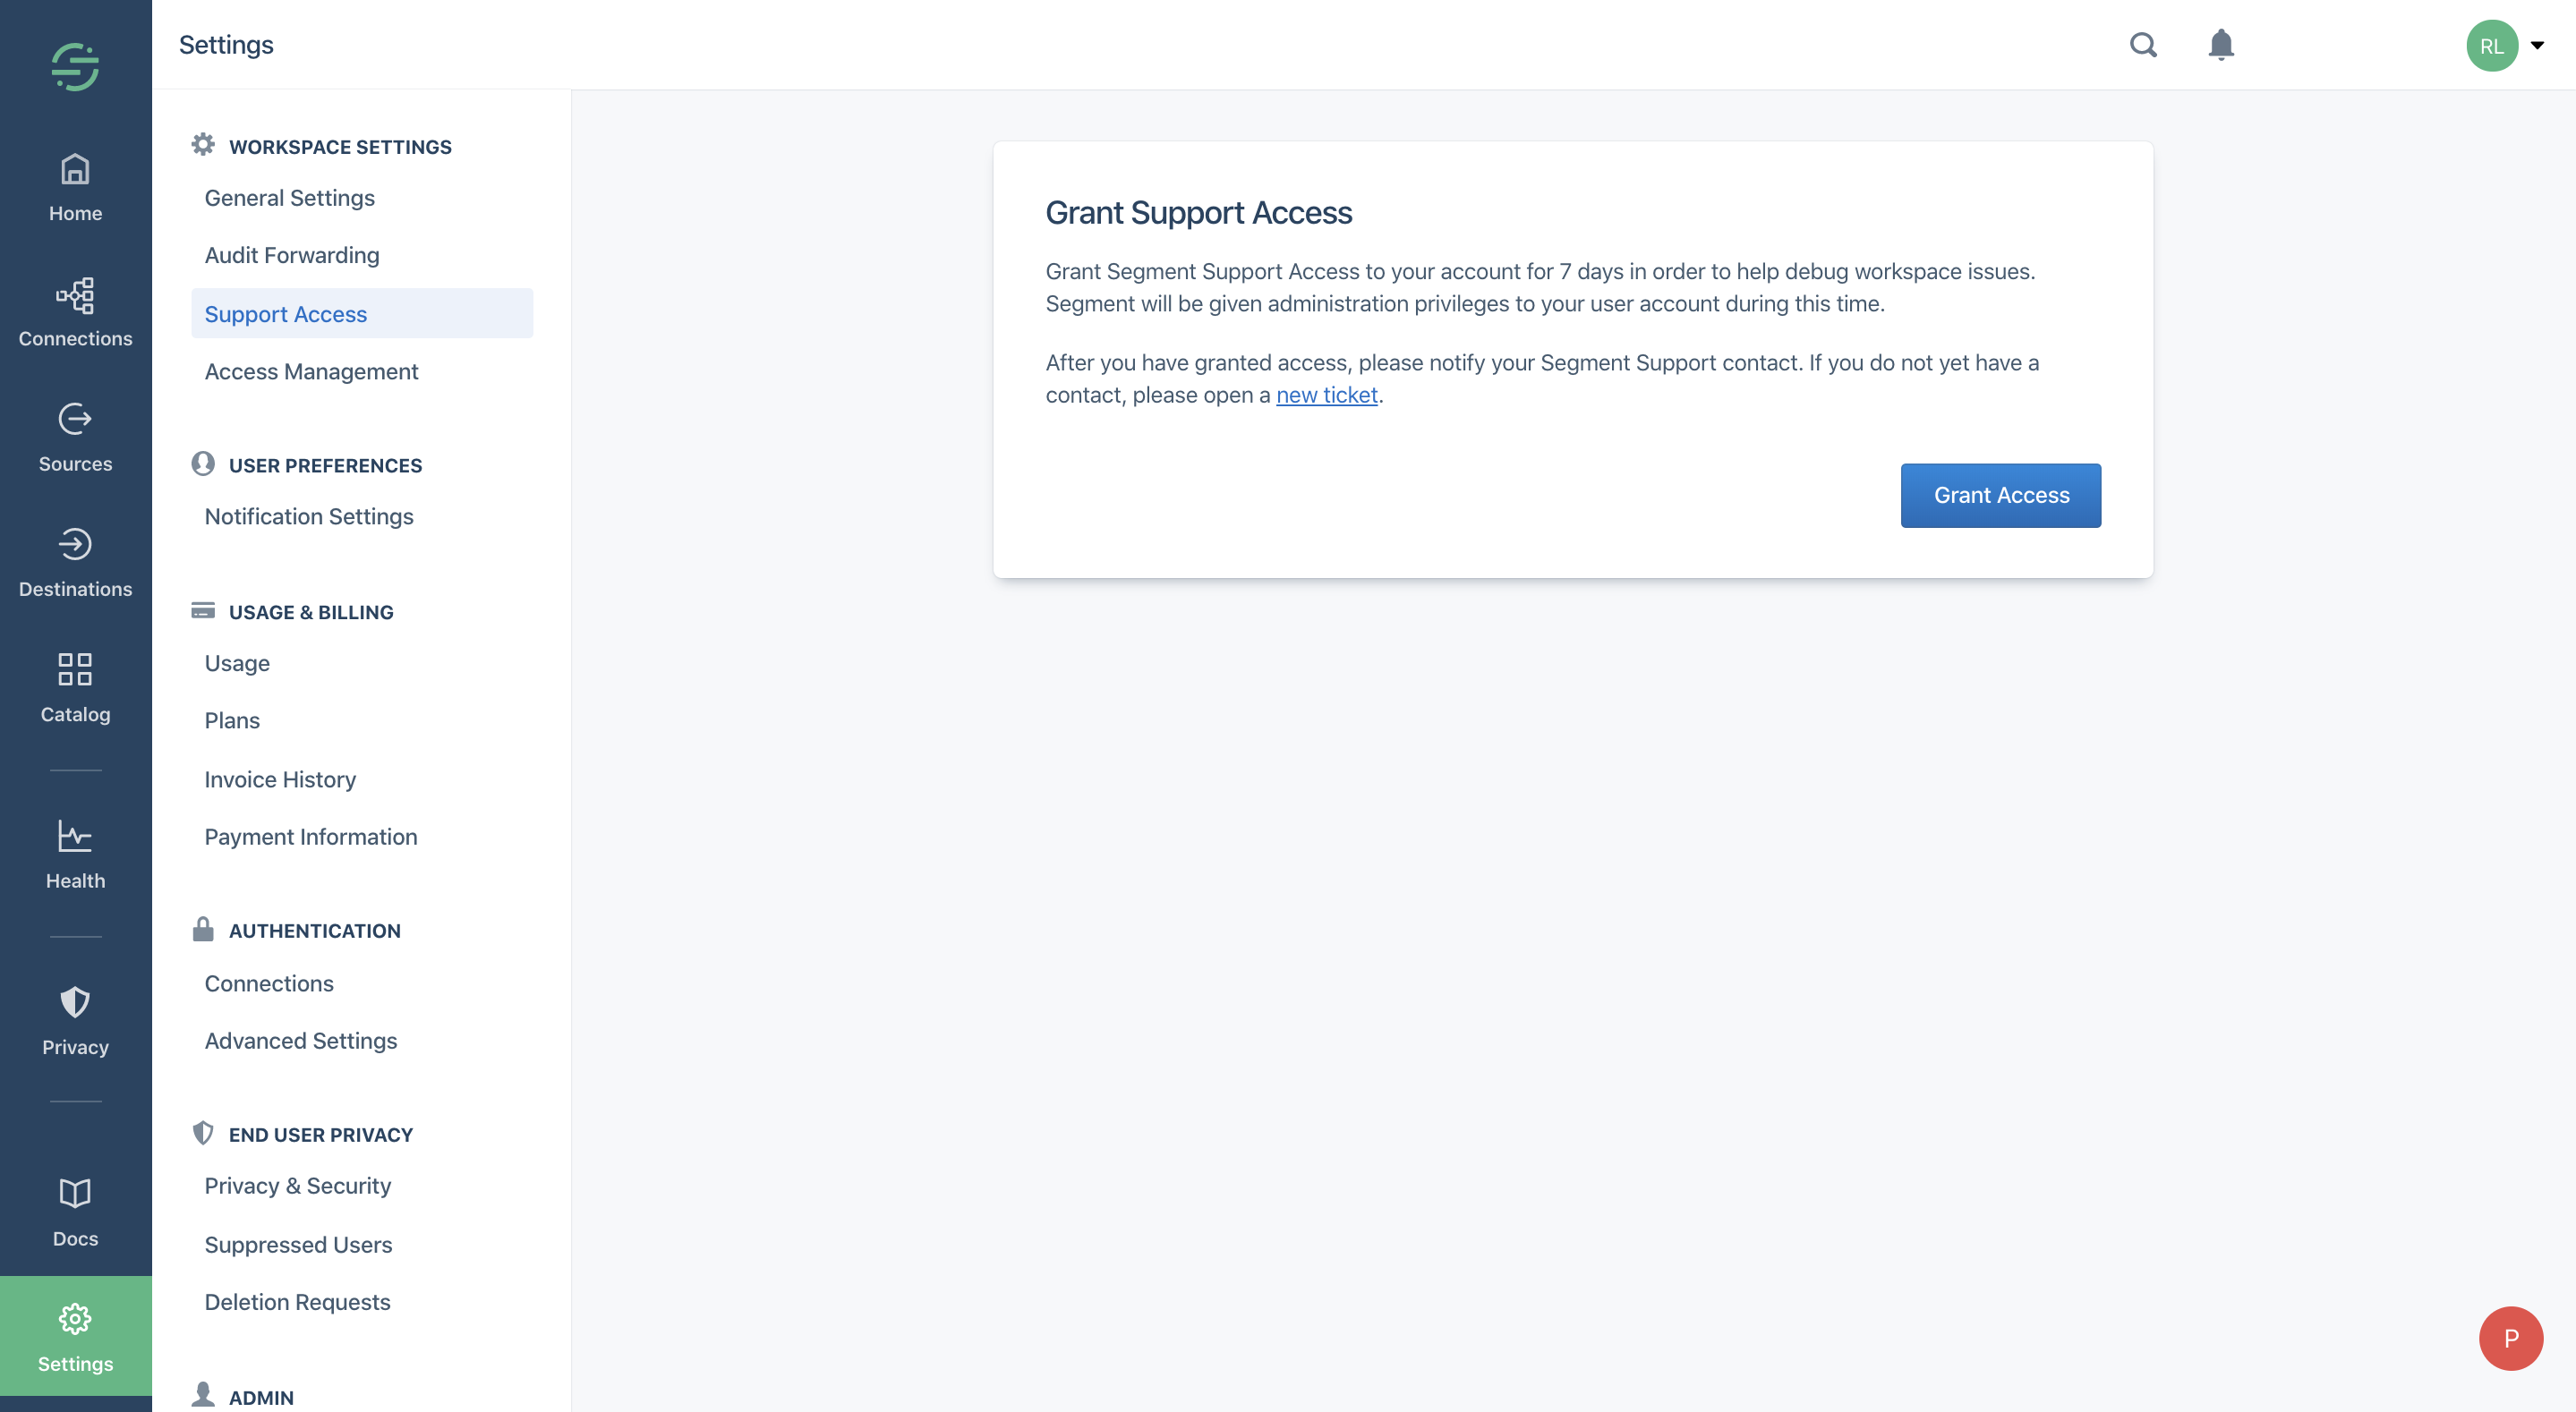 Settings
RL
Home
Connections
Sources
Destinations
Catalog
Health
Privacy
Docs
Settings
WORKSPACE SETTINGS
General Settings
Audit Forwarding
Support Access
Access Management
USER PREFERENCES
Notification Settings
USAGE & BILLING
Usage
Plans
Invoice History
Payment Information
AUTHENTICATION
Connections
Advanced Settings
END USER PRIVACY
Privacy & Security
Suppressed Users
Deletion Requests
ADMIN
Grant Support Access
Grant Segment Support Access to your account for 7 days in order to help debug workspace issues.
Segment will be given administration privileges to your user account during this time.
After you have granted access, please notify your Segment Support contact. If you do not yet have a
contact, please open a new ticket.
Grant Access
P